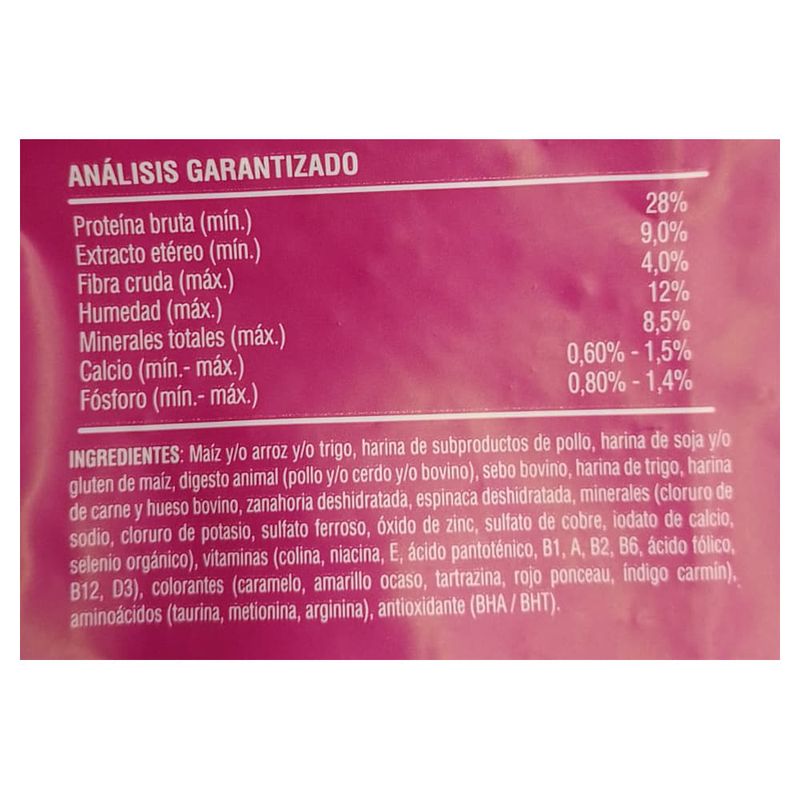 ANÁLISIS GARANTIZADO
Proteína bruta (mín.) 28%
Extracto etéreo (mín.) 9,0%
Fibra cruda (máx.) 4,0%
Humedad (máx.) 12%
Minerales totales (máx.) 8,5%
Calcio (mín.- máx.) 0,60% - 1,5%
Fósforo (mín.- máx.) 0,80% - 1,4%
INGREDIENTES: Maíz y/o arroz y/o trigo, harina de subproductos de pollo, harina de soja y/o
gluten de maíz, digesto animal (pollo y/o cerdo y/o bovino), sebo bovino, harina de trigo, harina
de carne y hueso bovino, zanahoria deshidratada, espinaca deshidratada, minerales (cloruro de
sodio, cloruro de potasio, sulfato ferroso, óxido de zinc, sulfato de cobre, iodato de calcio,
selenio orgánico), vitaminas (colina, niacina, E, ácido pantoténico, B1, A, B2, B6, ácido fólico,
B12, D3), colorantes (caramelo, amarillo ocaso, tartrazina, rojo ponceau, índigo carmín),
aminoácidos (taurina, metionina, arginina), antioxidante (BHA / BHT).